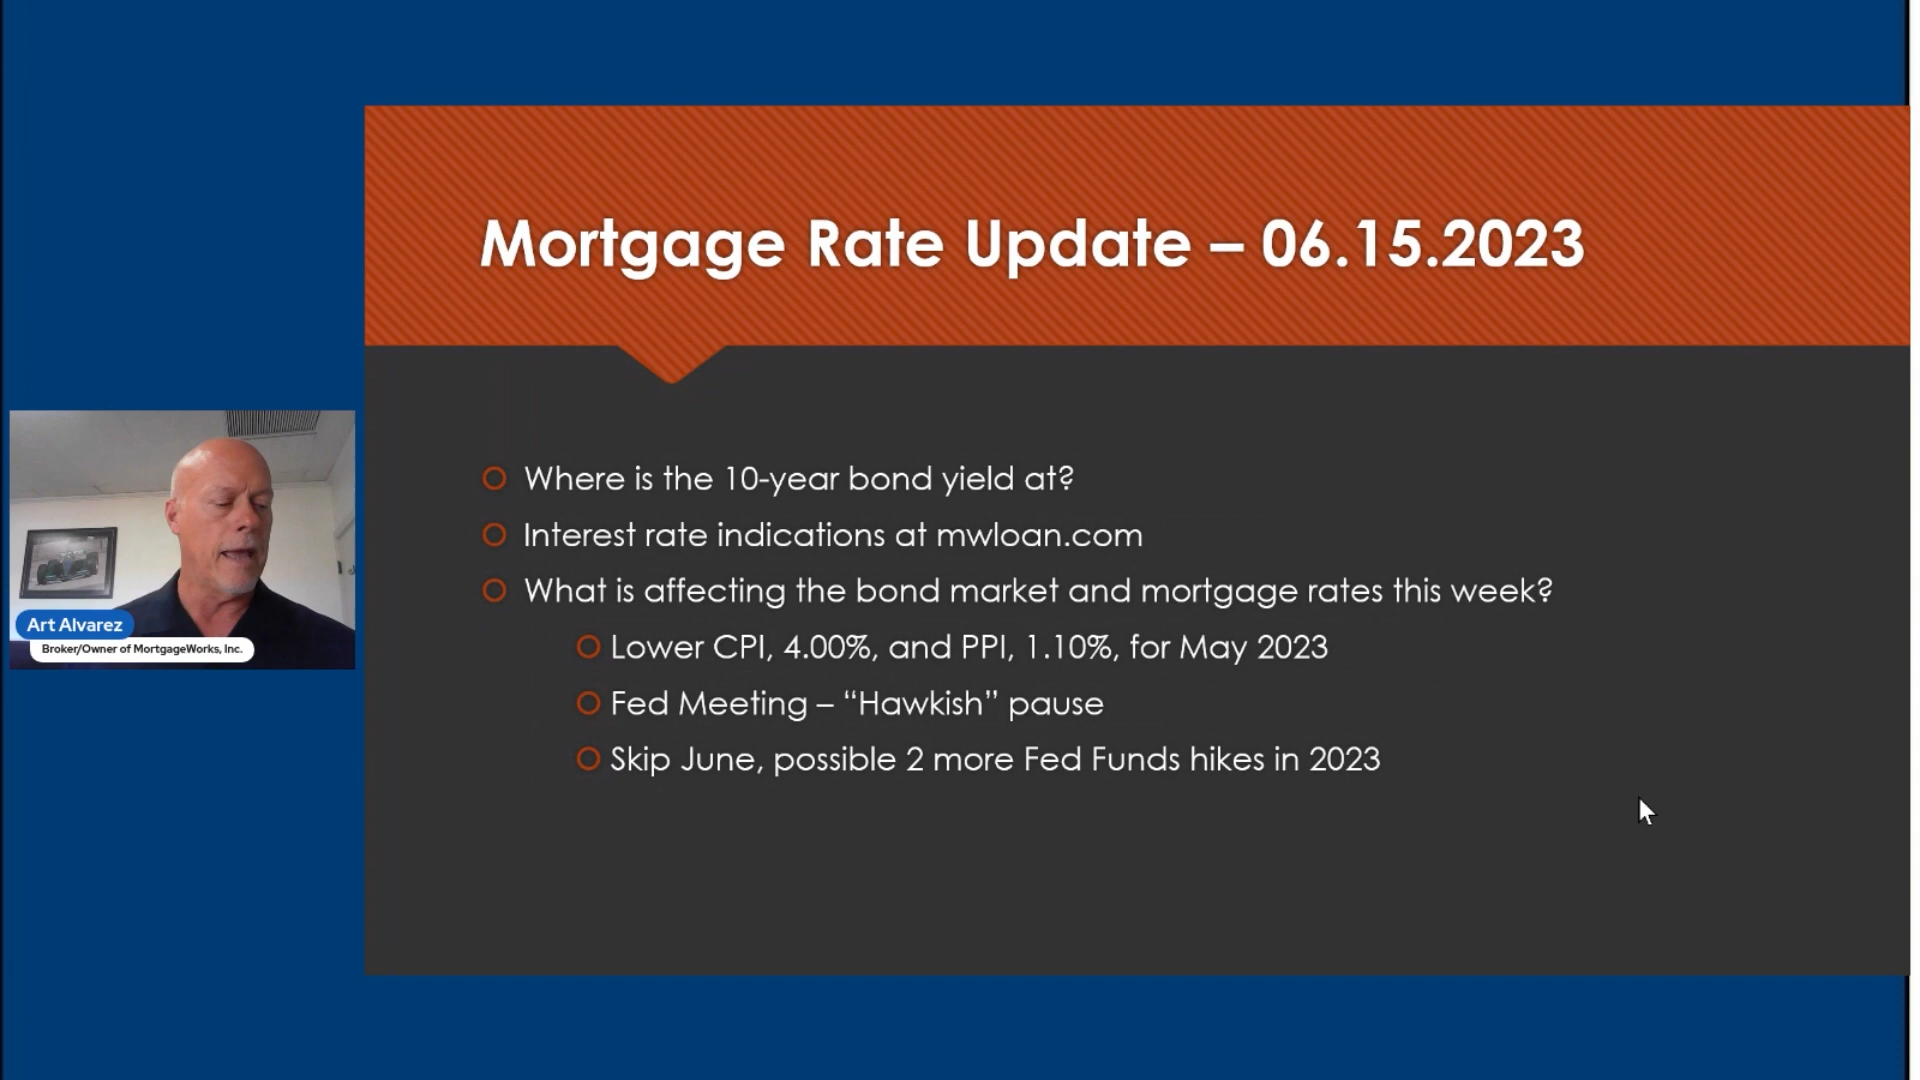 Mortgage Rate Update – 06.15.2023
Where is the 10-year bond yield at?
Interest rate indications at mwloan.com
What is affecting the bond market and mortgage rates this week?
Lower CPI, 4.00%, and PPI, 1.10%, for May 2023
Fed Meeting – “Hawkish” pause
Skip June, possible 2 more Fed Funds hikes in 2023
Art Alvarez
Broker/Owner of MortgageWorks, Inc.